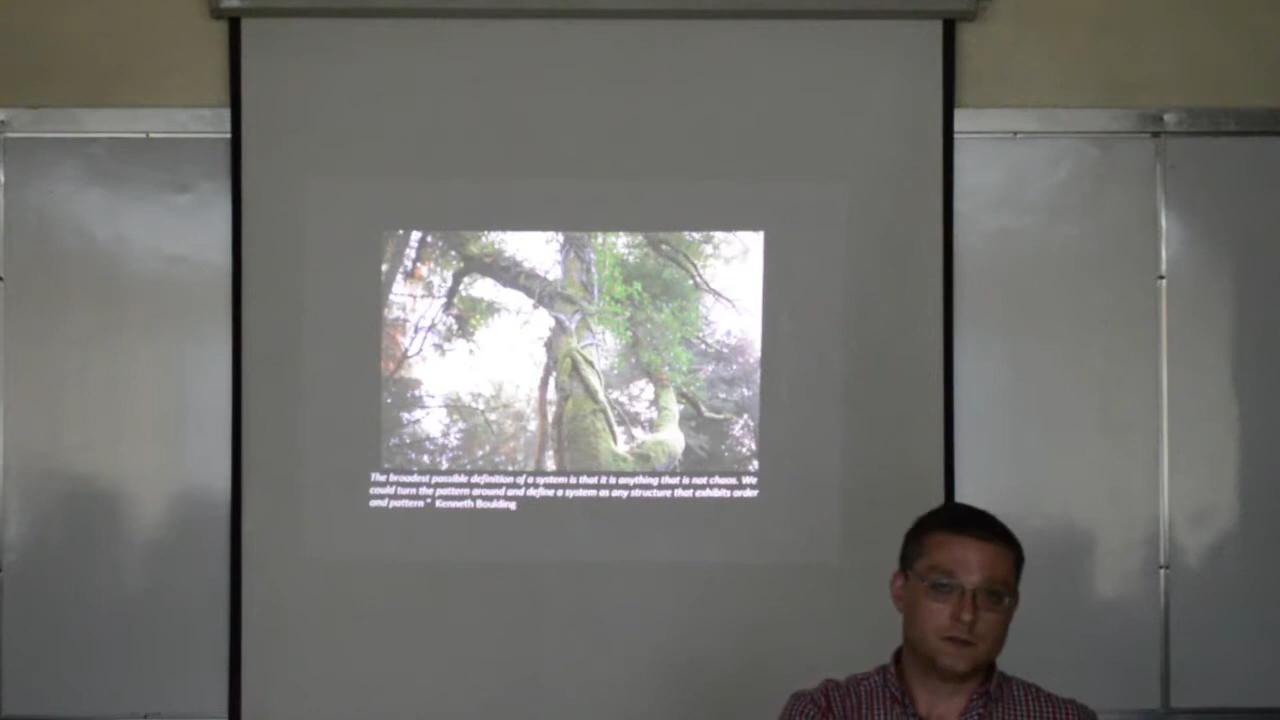 The broadest possible definition of a system is that it is anything that is not chaos. We
could turn the pattern around and define a system as any structure that exhibits order
and pattern " Kenneth Boulding